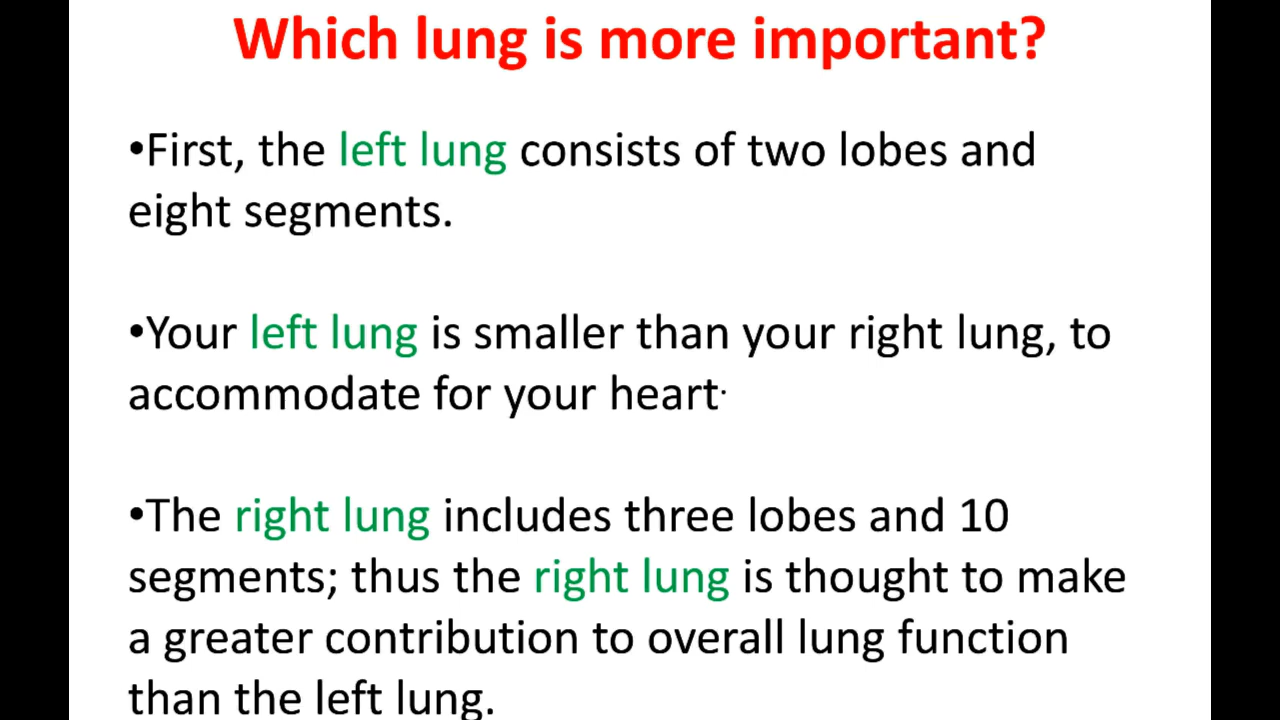 Which lung is more important?
•First, the left lung consists of two lobes and
eight segments.
•Your left lung is smaller than your right lung, to
accommodate for your heart.
•The right lung includes three lobes and 10
segments; thus the right lung is thought to make
a greater contribution to overall lung function
than the left lung.